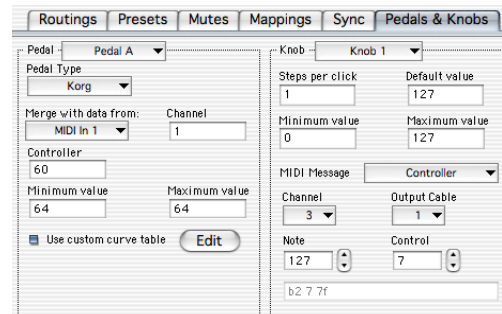 Routings Presets Mutes Mappings Sync Pedals & Knobs
Pedal Pedal A
Pedal Type
Korg
Merge with data from: Channel
MIDI In 1 1
Controller
60
Minimum value Maximum value
64 64
Use custom curve table Edit
Knob Knob 1
Steps per click Default value
1 127
Minimum value Maximum value
0 127
MIDI Message Controller
Channel Output Cable
3 1
Note Control
127 7
b2 7 7f